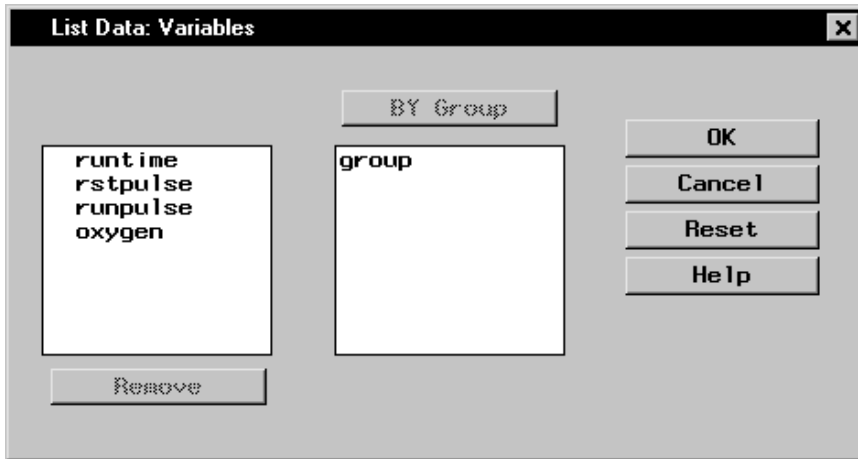 List Data: Variables
BY Group
runtime
rstpulse
runpulse
oxygen
group
OK
Cancel
Reset
Help
Remove